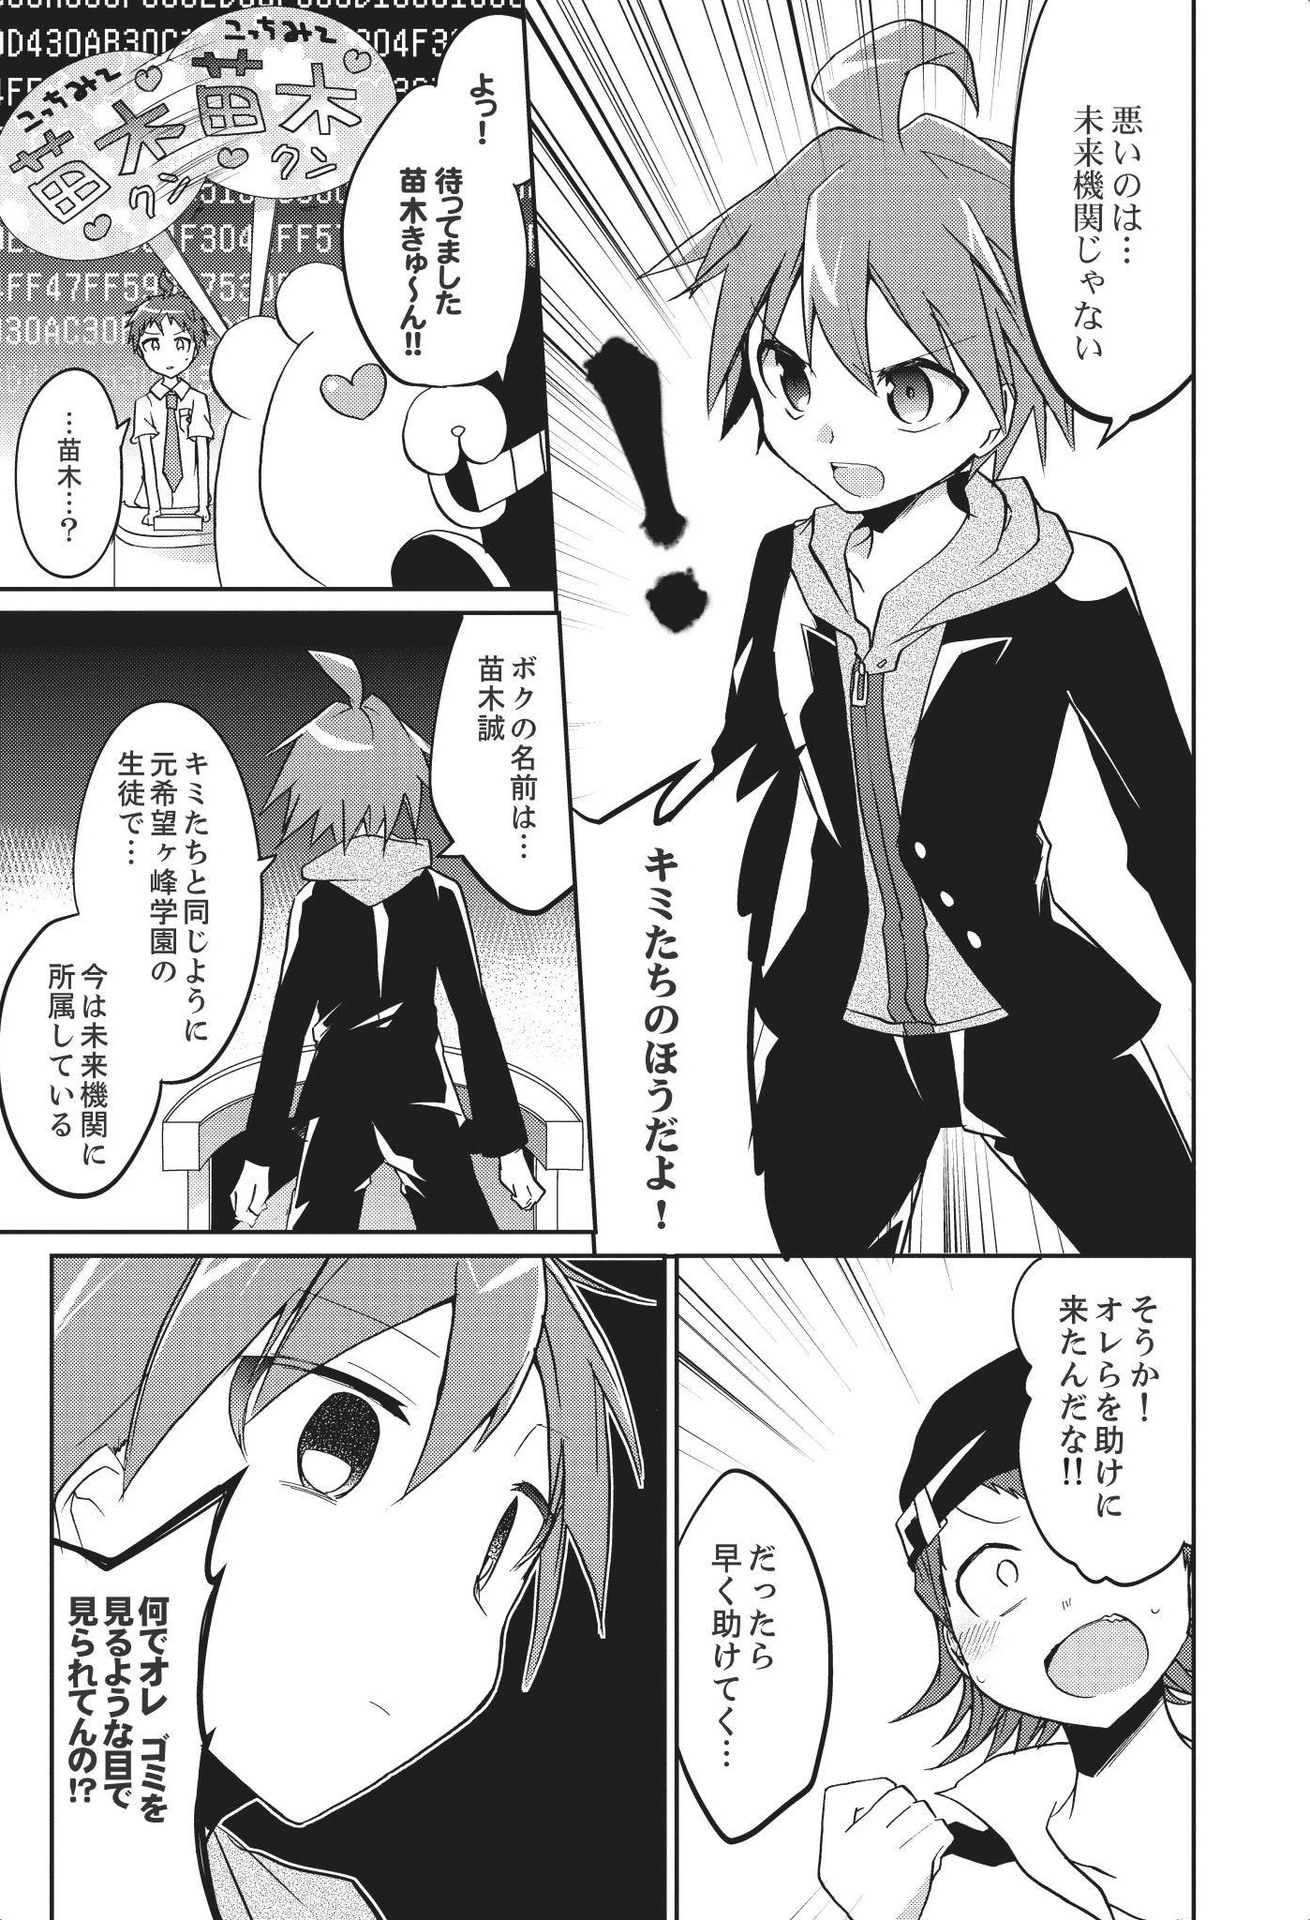 悪いのは…
未来機関じゃない
キミたちのほうだよ！
よっ！
待ってました
苗木きゅ～ん!!
こっちみて
苗木
クン
こっちみて
苗木
クン
…苗木…？
ボクの名前は…
苗木誠
キミたちと同じように
元希望ヶ峰学園の
生徒で…
今は未来機関に
所属している
そうか！
オレらを助けに
来たんだな!!
だったら
早く助けてく…
何でオレ ゴミを
見るような目で
見られてんの!?